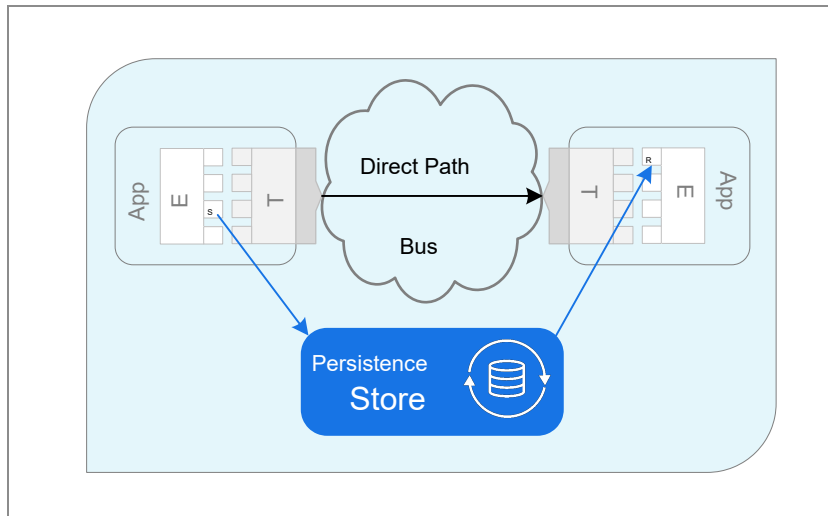 Direct Path
Bus
App
E
S
T
T
R
E
App
Persistence
Store